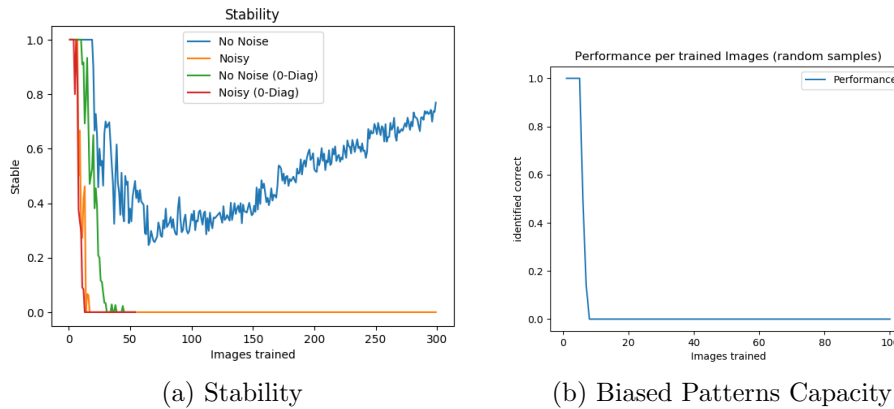 Stability
1.0
0.8
0.6
0.4
0.2
0.0
Stable
No Noise
Noisy
No Noise (0-Diag)
Noisy (0-Diag)
0
50
100
150
200
250
300
Images trained
(a) Stability
Performance per trained Images (random samples)
1.0
0.8
0.6
0.4
0.2
0.0
identified correct
Performance
0
20
40
60
80
100
Images trained
(b) Biased Patterns Capacity